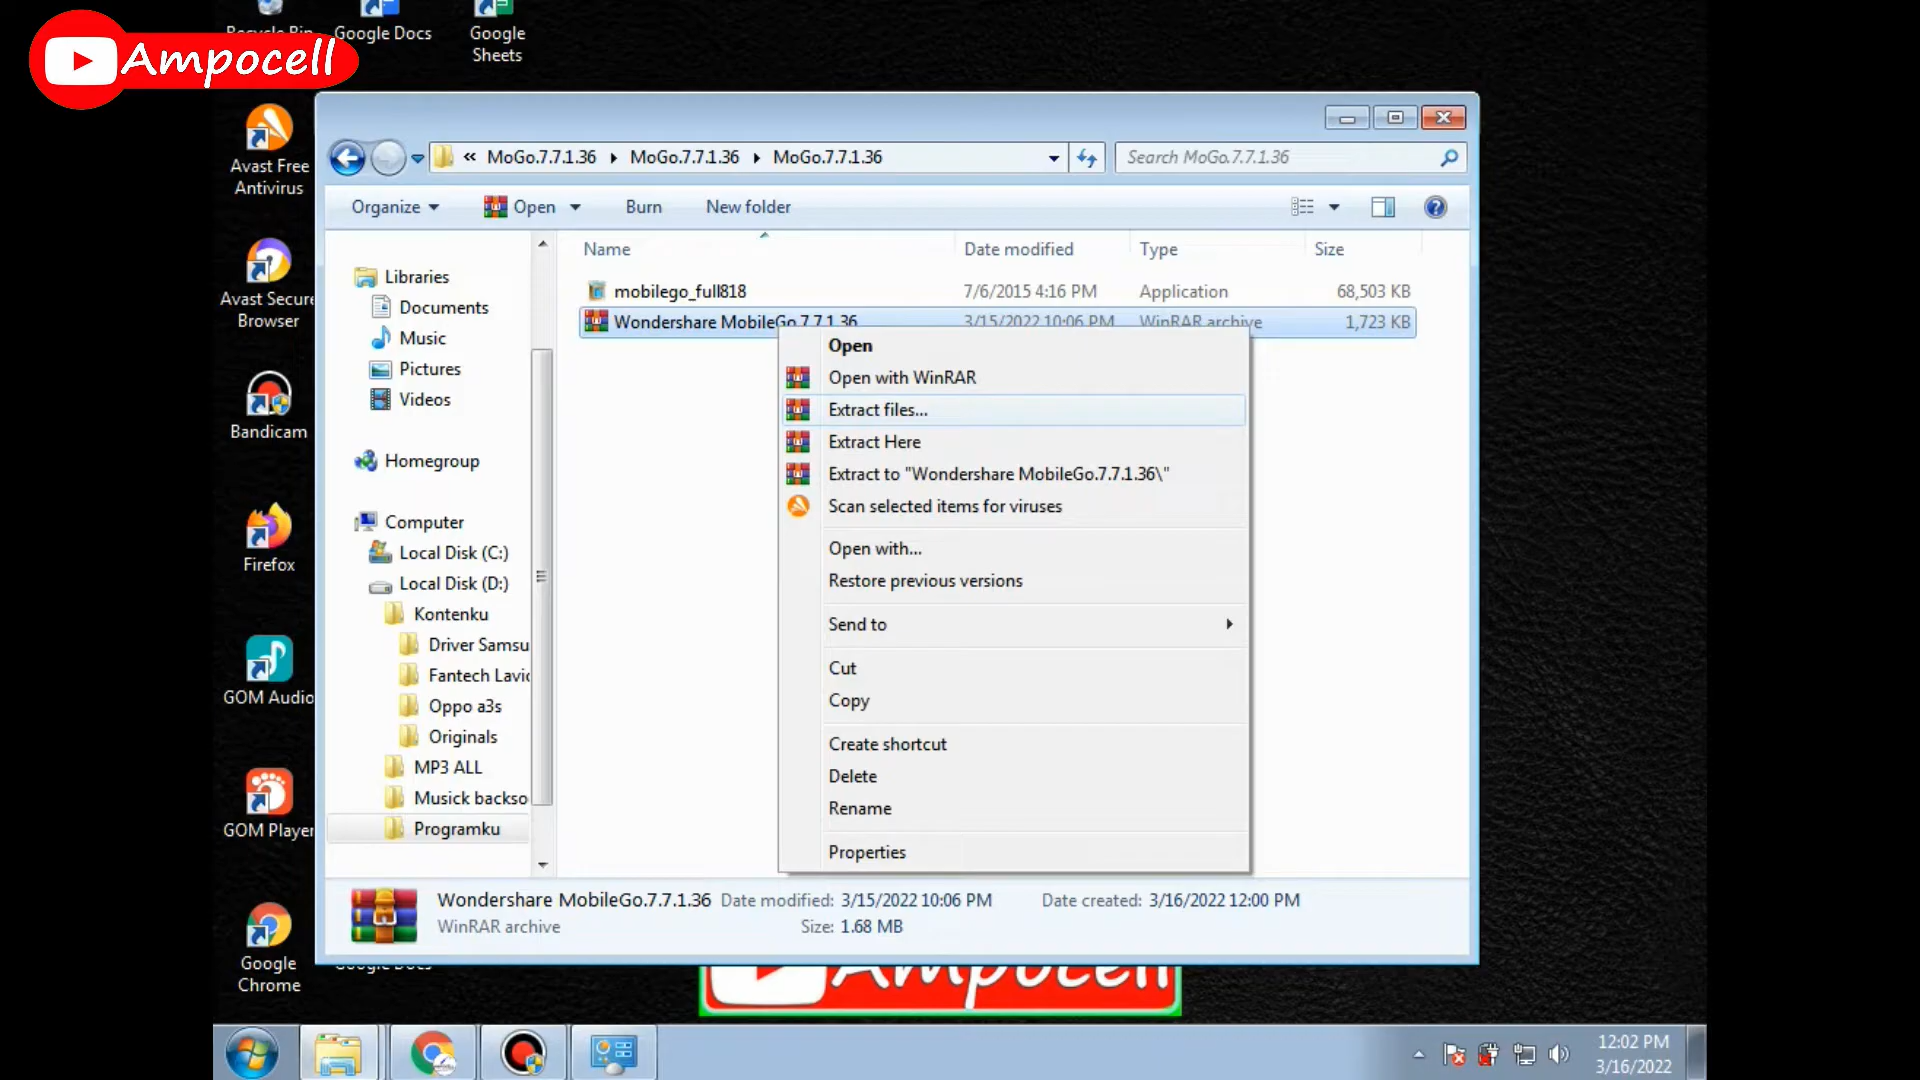 Recycle Bin
Google Docs
Google
Sheets
Ampocell
Avast Free
Antivirus
Avast Secure
Browser
Bandicam
Firefox
GOM Audio
GOM Player
Google
Chrome
« MoGo.7.7.1.36 MoGo.7.7.1.36 MoGo.7.7.1.36
Search MoGo.7.7.1.36
Organize Open Burn New folder
Name Date modified Type Size
mobilego_full818 7/6/2015 4:16 PM Application 68,503 KB
Wondershare MobileGo.7.7.1.36 3/15/2022 10:06 PM WinRAR archive 1,723 KB
Libraries
Documents
Music
Pictures
Videos
Homegroup
Computer
Local Disk (C:)
Local Disk (D:)
Kontenku
Driver Samsu
Fantech Lavi
Oppo a3s
Originals
MP3 ALL
Musick backso
Programku
Open
Open with WinRAR
Extract files...
Extract Here
Extract to "Wondershare MobileGo.7.7.1.36\"
Scan selected items for viruses
Open with...
Restore previous versions
Send to
Cut
Copy
Create shortcut
Delete
Rename
Properties
Wondershare MobileGo.7.7.1.36 Date modified: 3/15/2022 10:06 PM Date created: 3/16/2022 12:00 PM
WinRAR archive Size: 1.68 MB
Google Docs
Ampocell
12:02 PM
3/16/2022